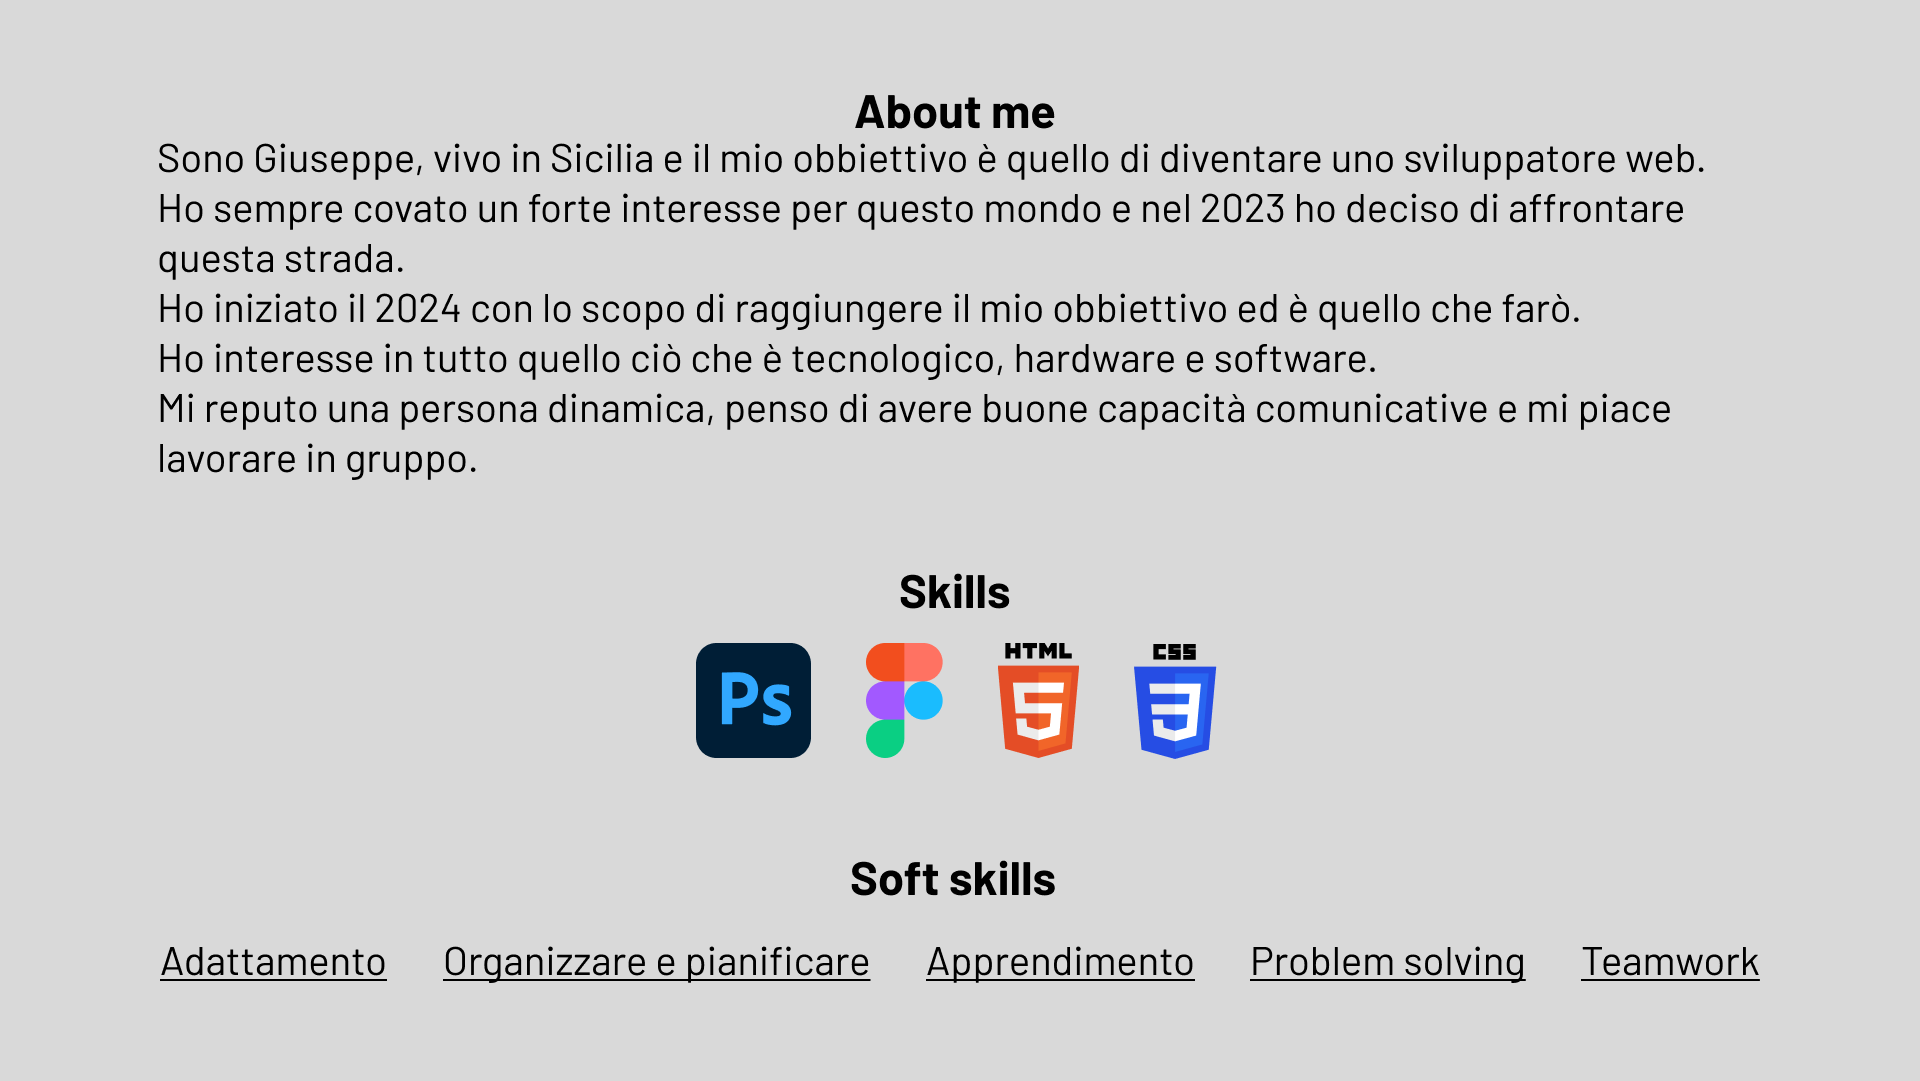 About me
Sono Giuseppe, vivo in Sicilia e il mio obbiettivo è quello di diventare uno sviluppatore web.
Ho sempre covato un forte interesse per questo mondo e nel 2023 ho deciso di affrontare
questa strada.
Ho iniziato il 2024 con lo scopo di raggiungere il mio obbiettivo ed è quello che farò.
Ho interesse in tutto quello ciò che è tecnologico, hardware e software.
Mi reputo una persona dinamica, penso di avere buone capacità comunicative e mi piace
lavorare in gruppo.
Skills
Ps HTML 5 CSS 3
Soft skills
Adattamento Organizzare e pianificare Apprendimento Problem solving Teamwork